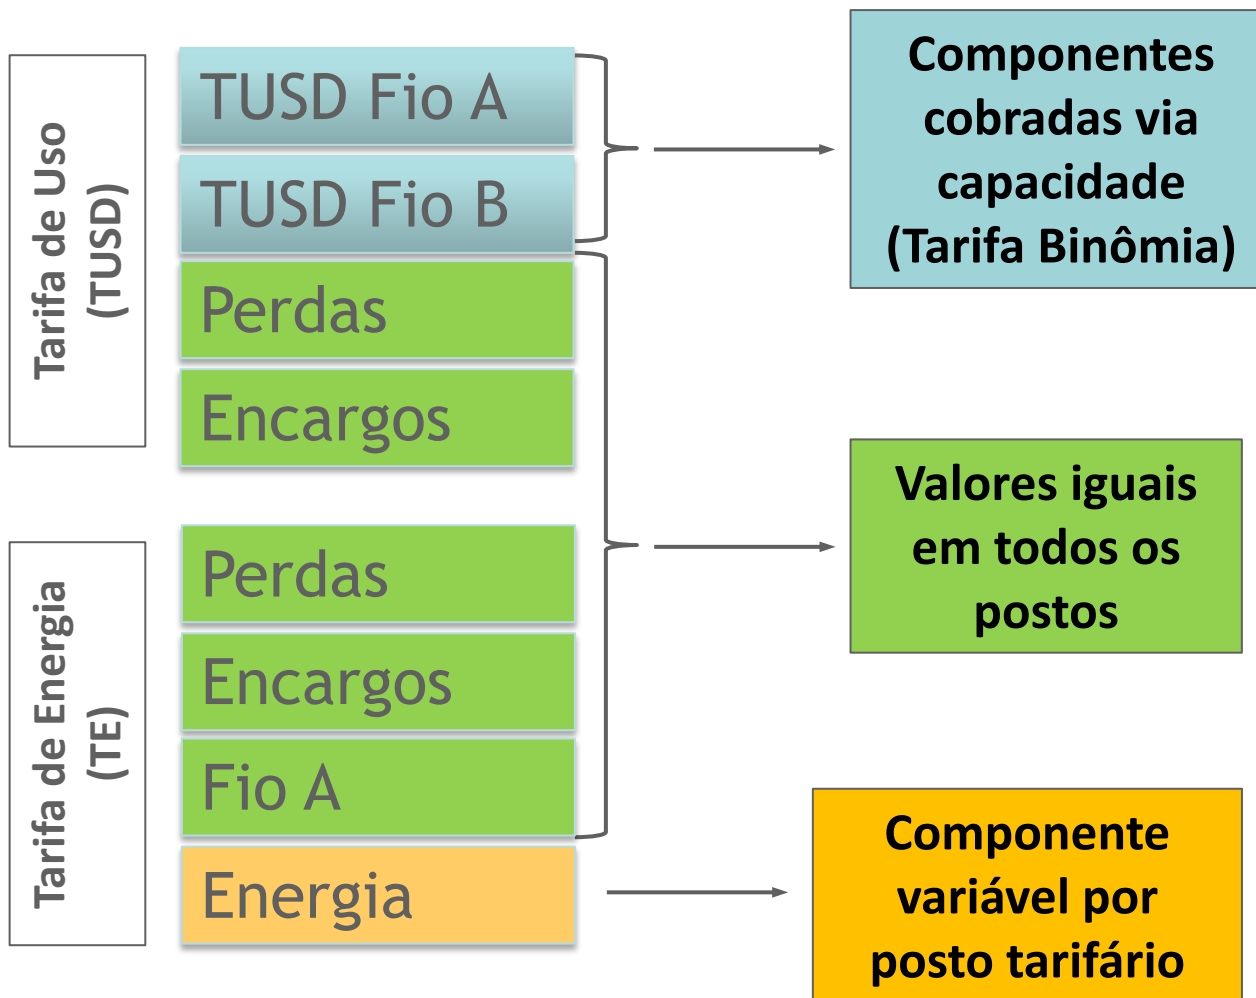 Tarifa de Uso
(TUSD)
TUSD Fio A
TUSD Fio B
Perdas
Encargos
Componentes
cobradas via
capacidade
(Tarifa Binômia)
Tarifa de Energia
(TE)
Perdas
Encargos
Fio A
Energia
Valores iguais
em todos os
postos
Componente
variável por
posto tarifário